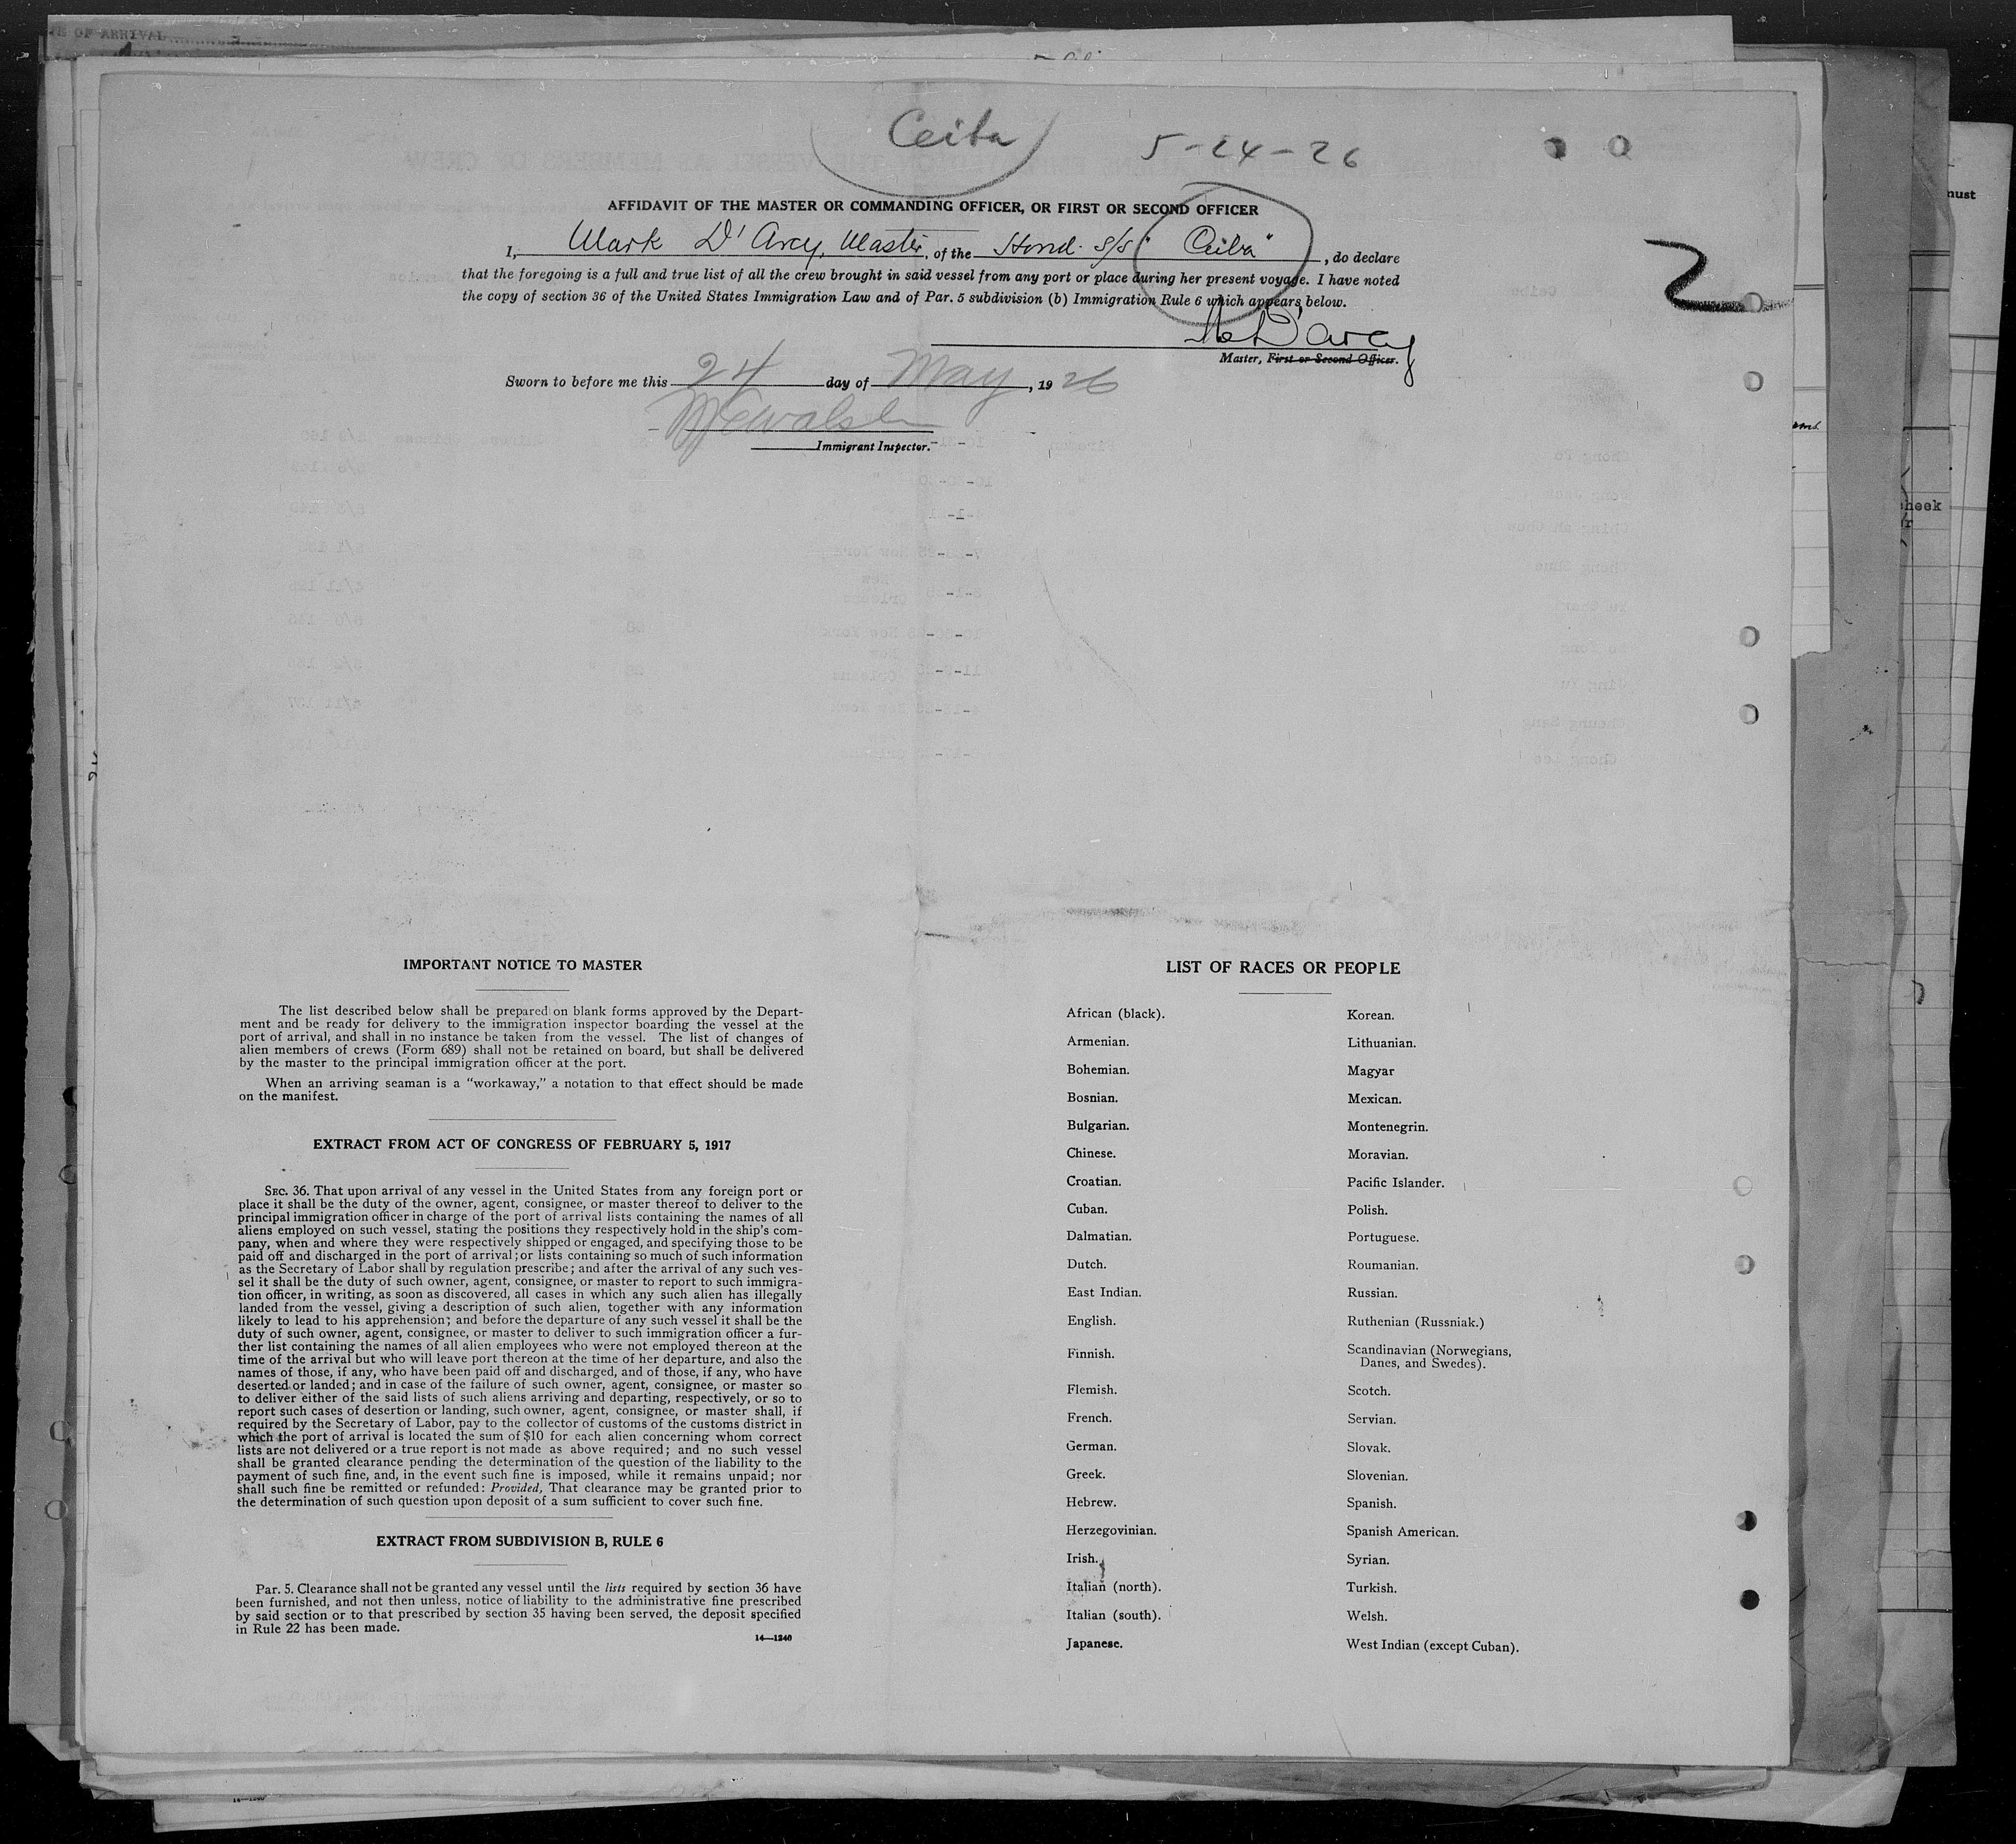 OF ARRIVAL
Ceiba
5-24-26
AFFIDAVIT OF THE MASTER OR COMMANDING OFFICER, OR FIRST OR SECOND OFFICER
I, Mark D'Arcy, Master, of the Hond. S/S "Ceiba", do declare
that the foregoing is a full and true list of all the crew brought in said vessel from any port or place during her present voyage. I have noted
the copy of section 36 of the United States Immigration Law and of Par. 5 subdivision (b) Immigration Rule 6 which appears below.
M D'Arcy
Master, First or Second Officer.
2
Sworn to before me this 24 day of May, 1926
Immigrant Inspector.
IMPORTANT NOTICE TO MASTER
The list described below shall be prepared on blank forms approved by the Depart-
ment and be ready for delivery to the immigration inspector boarding the vessel at the
port of arrival, and shall in no instance be taken from the vessel. The list of changes of
alien members of crews (Form 689) shall not be retained on board, but shall be delivered
by the master to the principal immigration officer at the port.
When an arriving seaman is a "workaway," a notation to that effect should be made
on the manifest.
EXTRACT FROM ACT OF CONGRESS OF FEBRUARY 5, 1917
SEC. 36. That upon arrival of any vessel in the United States from any foreign port or
place it shall be the duty of the owner, agent, consignee, or master thereof to deliver to the
principal immigration officer in charge of the port of arrival lists containing the names of all
aliens employed on such vessel, stating the positions they respectively hold in the ship's com-
pany, when and where they were respectively shipped or engaged, and specifying those to be
paid off and discharged in the port of arrival; or lists containing so much of such information
as the Secretary of Labor shall by regulation prescribe; and after the arrival of any such ves-
sel it shall be the duty of such owner, agent, consignee, or master to report to such immigra-
tion officer, in writing, as soon as discovered, all cases in which any such alien has illegally
landed from the vessel, giving a description of such alien, together with any information
likely to lead to his apprehension; and before the departure of any such vessel it shall be the
duty of such owner, agent, consignee, or master to deliver to such immigration officer a fur-
ther list containing the names of all alien employees who were not employed thereon at the
time of the arrival but who will leave port thereon at the time of her departure, and also the
names of those, if any, who have been paid off and discharged, and of those, if any, who have
deserted or landed; and in case of the failure of such owner, agent, consignee, or master so
to deliver either of the said lists of such aliens arriving and departing, respectively, or so to
report such cases of desertion or landing, such owner, agent, consignee, or master shall, if
required by the Secretary of Labor, pay to the collector of customs of the customs district in
which the port of arrival is located the sum of $10 for each alien concerning whom correct
lists are not delivered or a true report is not made as above required; and no such vessel
shall be granted clearance pending the determination of the question of the liability to the
payment of such fine, and, in the event such fine is imposed, while it remains unpaid; nor
shall such fine be remitted or refunded: Provided, That clearance may be granted prior to
the determination of such question upon deposit of a sum sufficient to cover such fine.
EXTRACT FROM SUBDIVISION B, RULE 6
Par. 5. Clearance shall not be granted any vessel until the lists required by section 36 have
been furnished, and not then unless, notice of liability to the administrative fine prescribed
by said section or to that prescribed by section 35 having been served, the deposit specified
in Rule 22 has been made.
14—1240
LIST OF RACES OR PEOPLE
African (black).
Armenian.
Bohemian.
Bosnian.
Bulgarian.
Chinese.
Croatian.
Cuban.
Dalmatian.
Dutch.
East Indian.
English.
Finnish.
Flemish.
French.
German.
Greek.
Hebrew.
Herzegovinian.
Irish.
Italian (north).
Italian (south).
Japanese.
Korean.
Lithuanian.
Magyar
Mexican.
Montenegrin.
Moravian.
Pacific Islander.
Polish.
Portuguese.
Roumanian.
Russian.
Ruthenian (Russniak.)
Scandinavian (Norwegians,
Danes, and Swedes).
Scotch.
Servian.
Slovak.
Slovenian.
Spanish.
Spanish American.
Syrian.
Turkish.
Welsh.
West Indian (except Cuban).